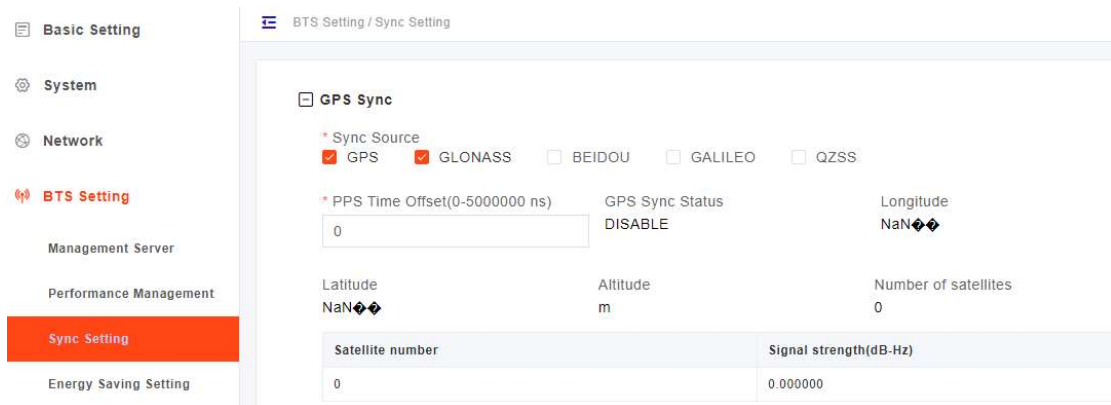 Basic Setting
System
Network
BTS Setting
Management Server
Performance Management
Sync Setting
Energy Saving Setting
BTS Setting / Sync Setting
GPS Sync
* Sync Source
GPS GLONASS BEIDOU GALILEO QZSS
* PPS Time Offset(0-5000000 ns) GPS Sync Status Longitude
0 DISABLE NaN��
Latitude Altitude Number of satellites
NaN�� m 0
Satellite number Signal strength(dB-Hz)
0 0.000000